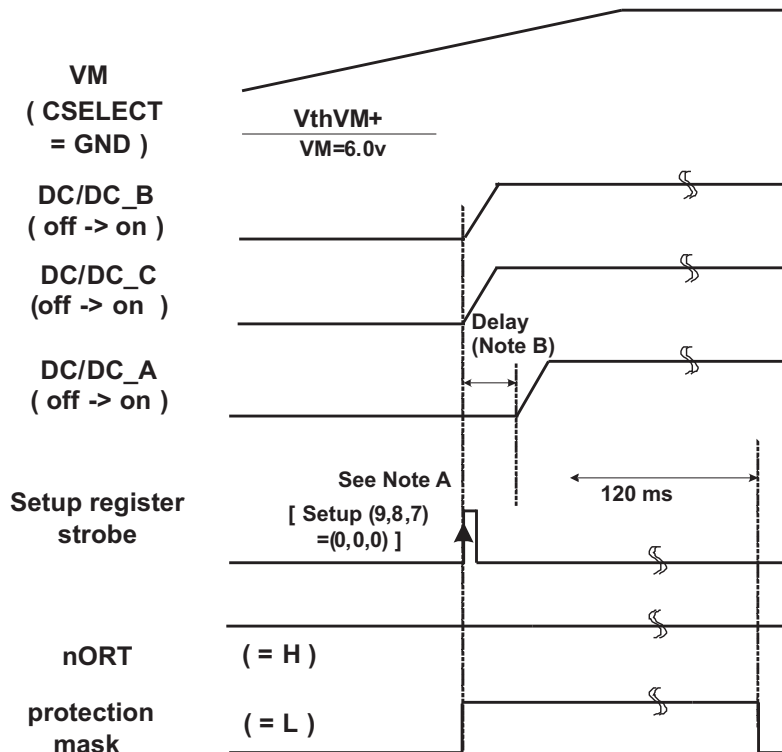 VM
( CSELECT
= GND )
VthVM+
VM=6.0v
DC/DC_B
( off -> on )
DC/DC_C
(off -> on )
Delay
(Note B)
DC/DC_A
( off -> on )
See Note A
120 ms
Setup register
strobe
[ Setup (9,8,7)
=(0,0,0) ]
nORT
( = H )
protection
mask
( = L )